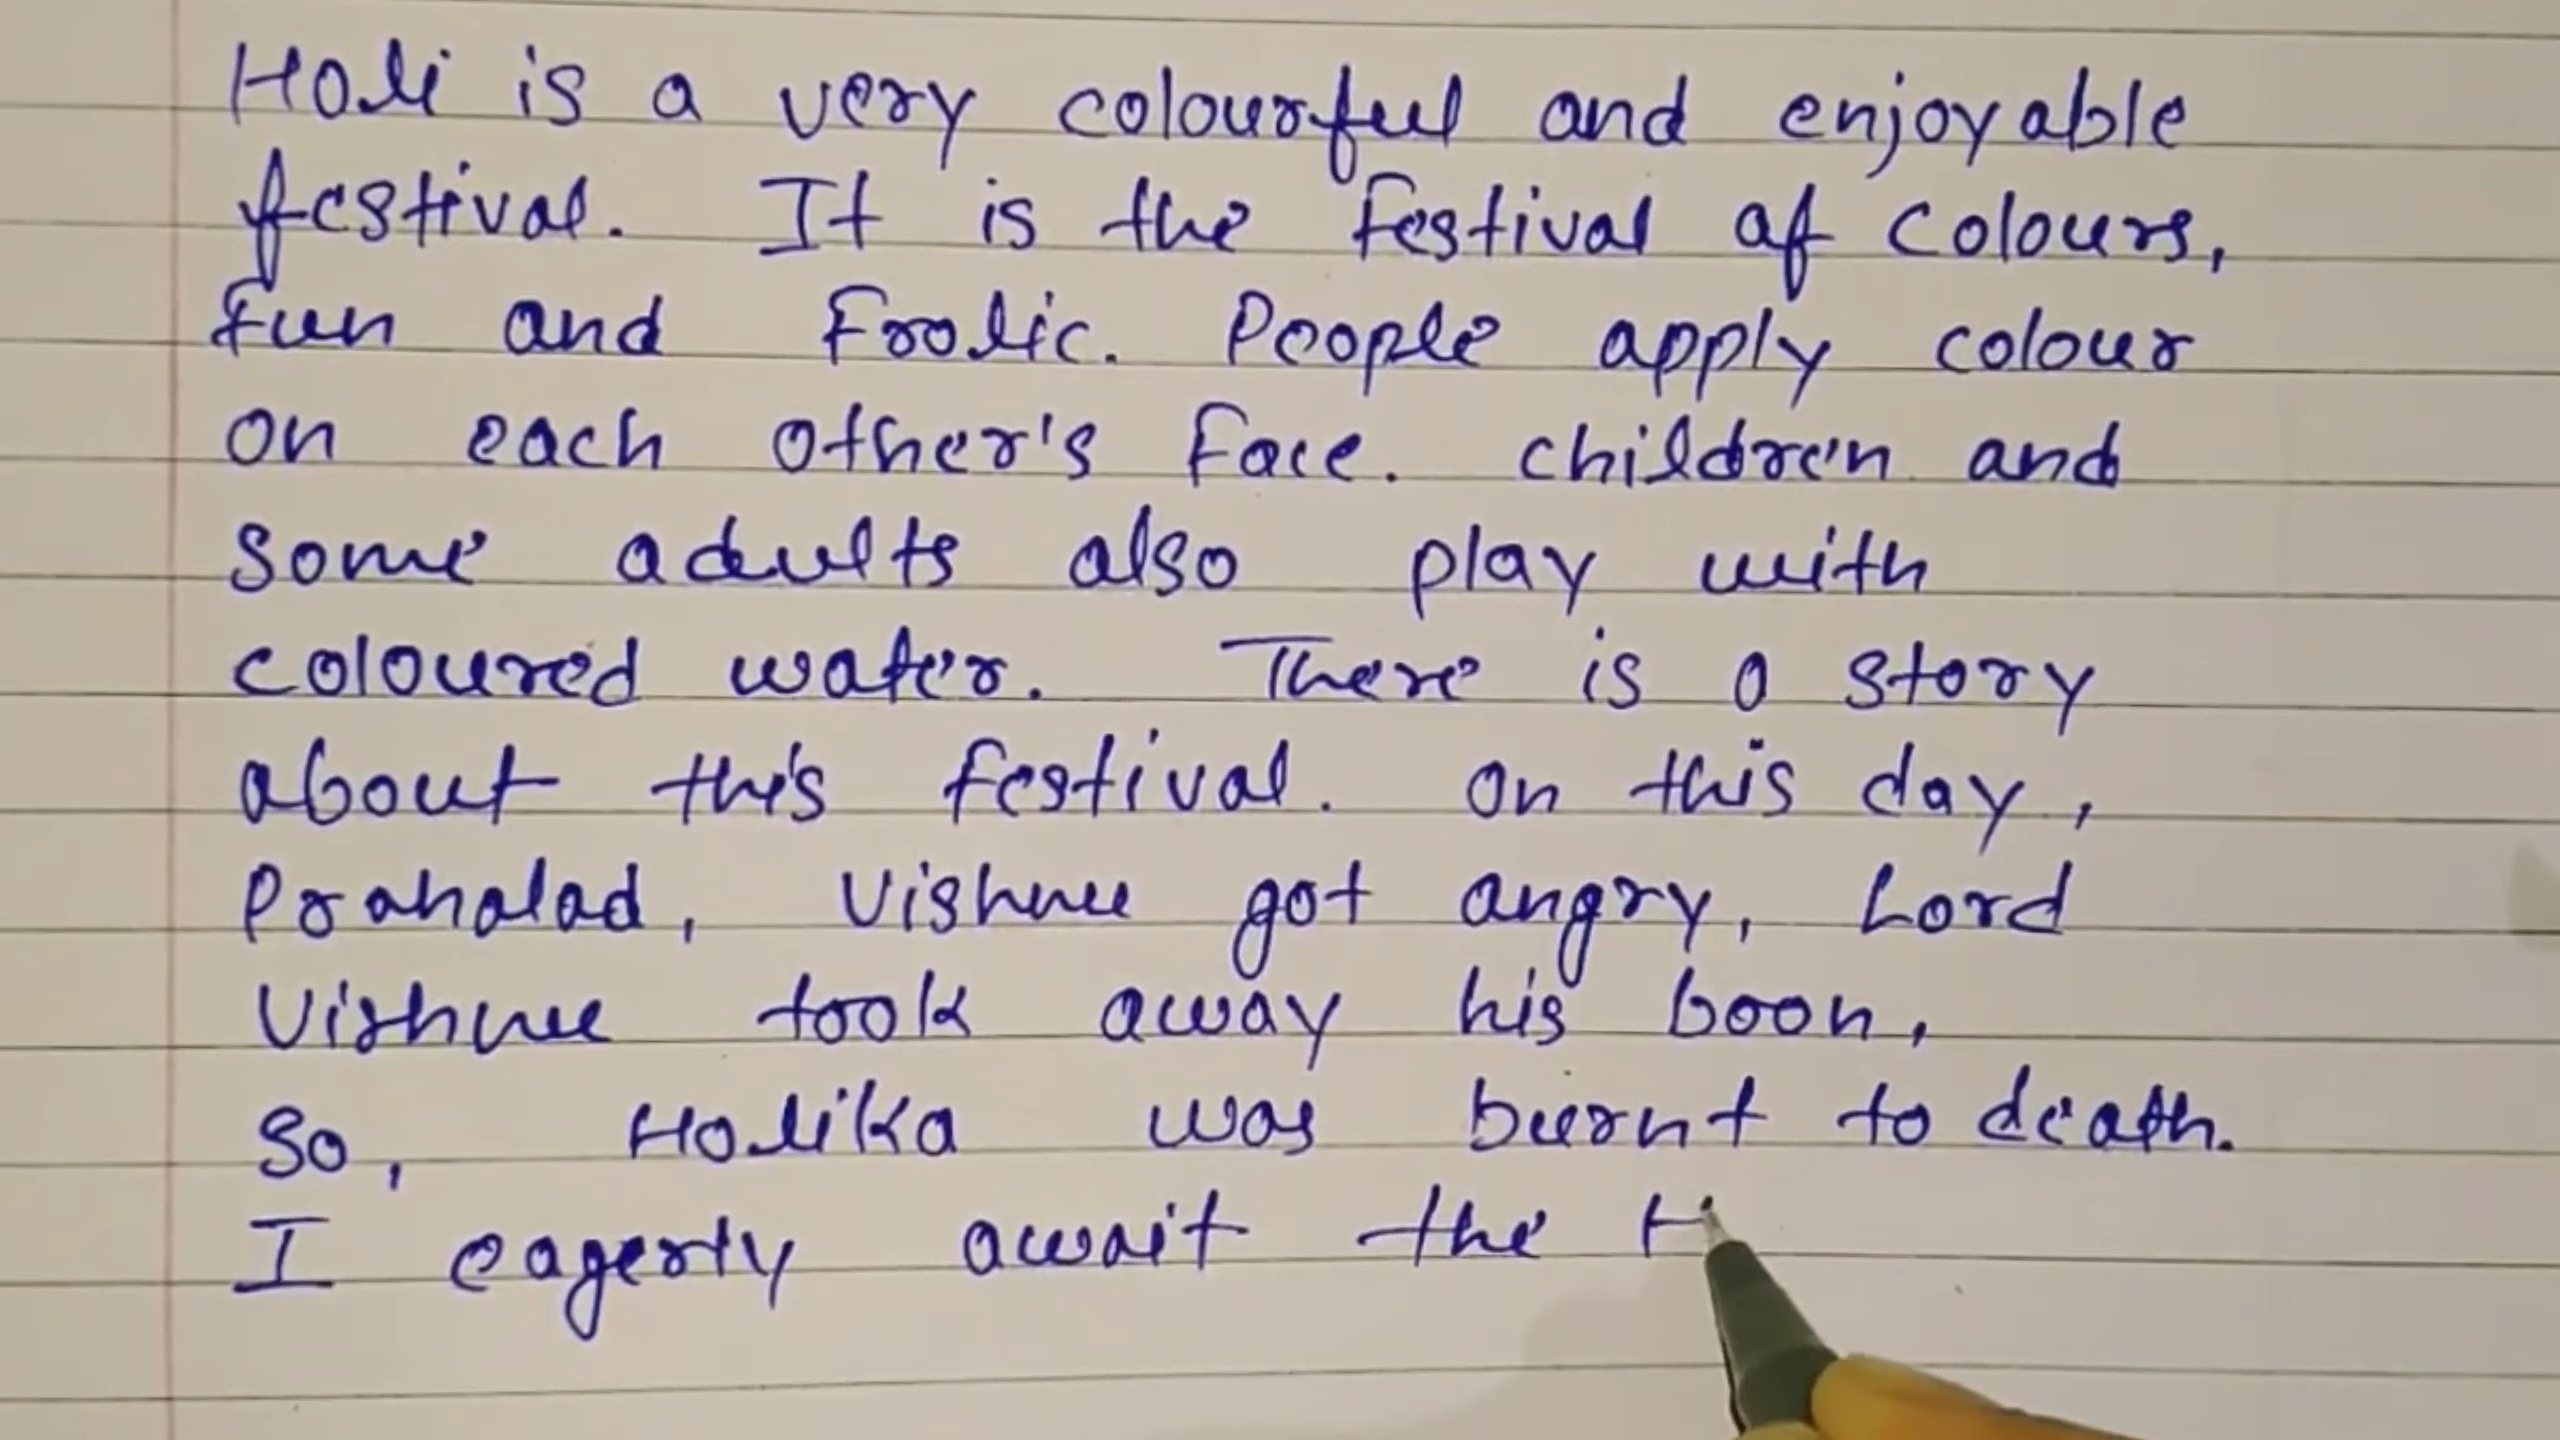 Holi is a very colourful and enjoyable
festival. It is the festival of colours,
fun and Frolic. People apply colour
on each other's face. children and
some adults also play with
coloured water. There is a story
about this festival. on this day,
Prahalad, Vishnu got angry, Lord
Vishnu took away his boon,
So, Holika was burnt to death.
I eagerly await the